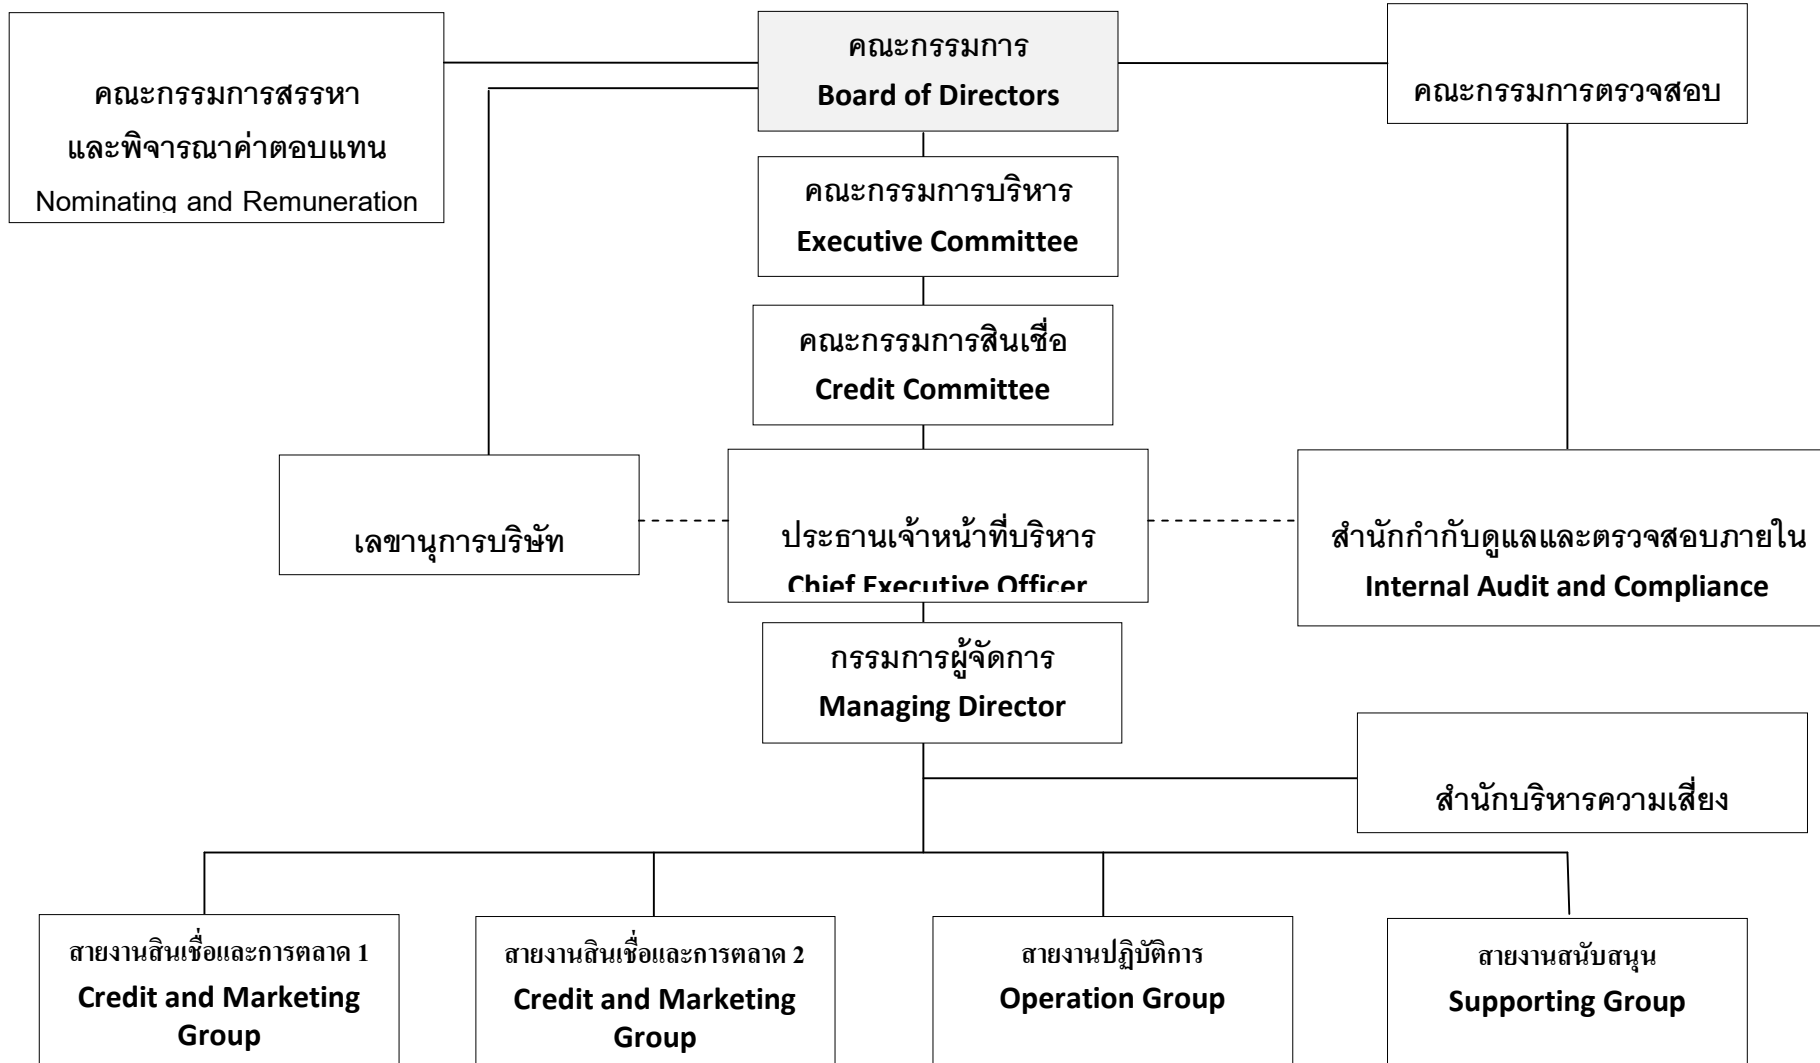 คณะกรรมการ
Board of Directors
คณะกรรมการสรรหา
และพิจารณาค่าตอบแทน
Nominating and Remuneration
คณะกรรมการตรวจสอบ
คณะกรรมการบริหาร
Executive Committee
คณะกรรมการสินเชื่อ
Credit Committee
เลขานุการบริษัท
ประธานเจ้าหน้าที่บริหาร
Chief Executive Officer
สำนักกำกับดูแลและตรวจสอบภายใน
Internal Audit and Compliance
กรรมการผู้จัดการ
Managing Director
สำนักบริหารความเสี่ยง
สายงานสินเชื่อและการตลาด 1
Credit and Marketing
Group
สายงานสินเชื่อและการตลาด 2
Credit and Marketing
Group
สายงานปฏิบัติการ
Operation Group
สายงานสนับสนุน
Supporting Group